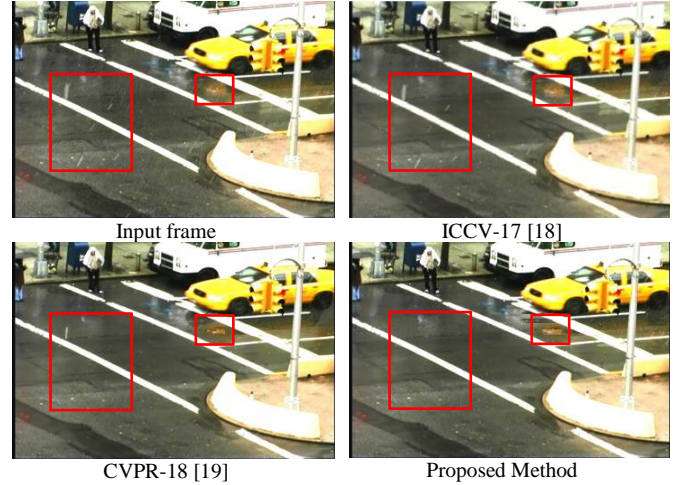 Input frame
ICCV-17 [18]
CVPR-18 [19]
Proposed Method